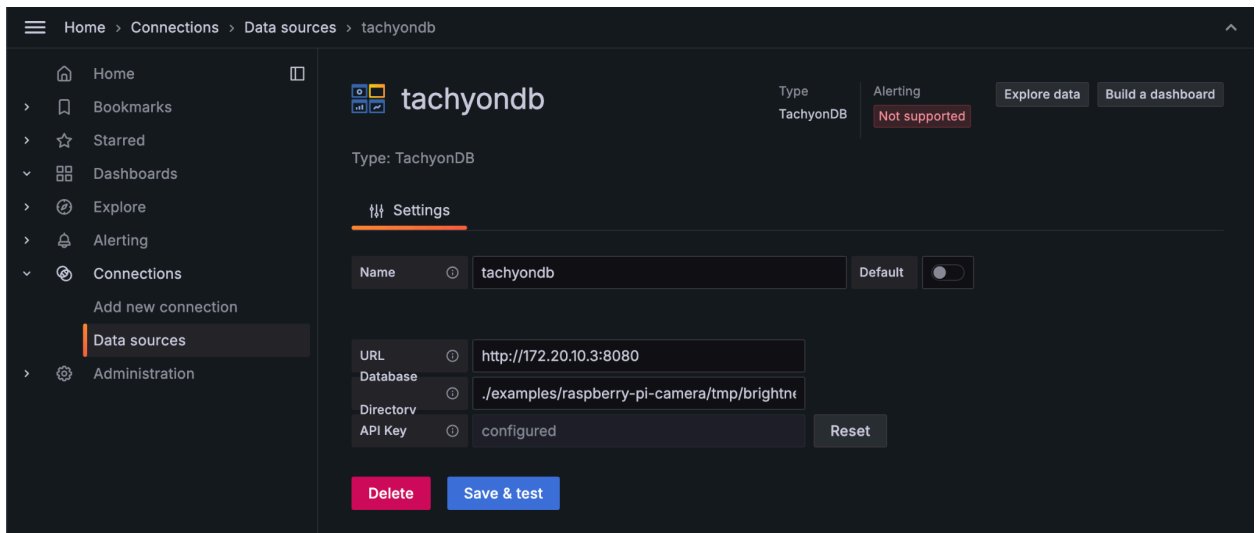 Home > Connections > Data sources > tachyondb
Home
Bookmarks
Starred
Dashboards
Explore
Alerting
Connections
Add new connection
Data sources
Administration
tachyondb
Type
TachyonDB
Alerting
Not supported
Explore data
Build a dashboard
Type: TachyonDB
Settings
Name
tachyondb
Default
URL
http://172.20.10.3:8080
Database
Directory
./examples/raspberry-pi-camera/tmp/brightne
API Key
configured
Reset
Delete
Save & test